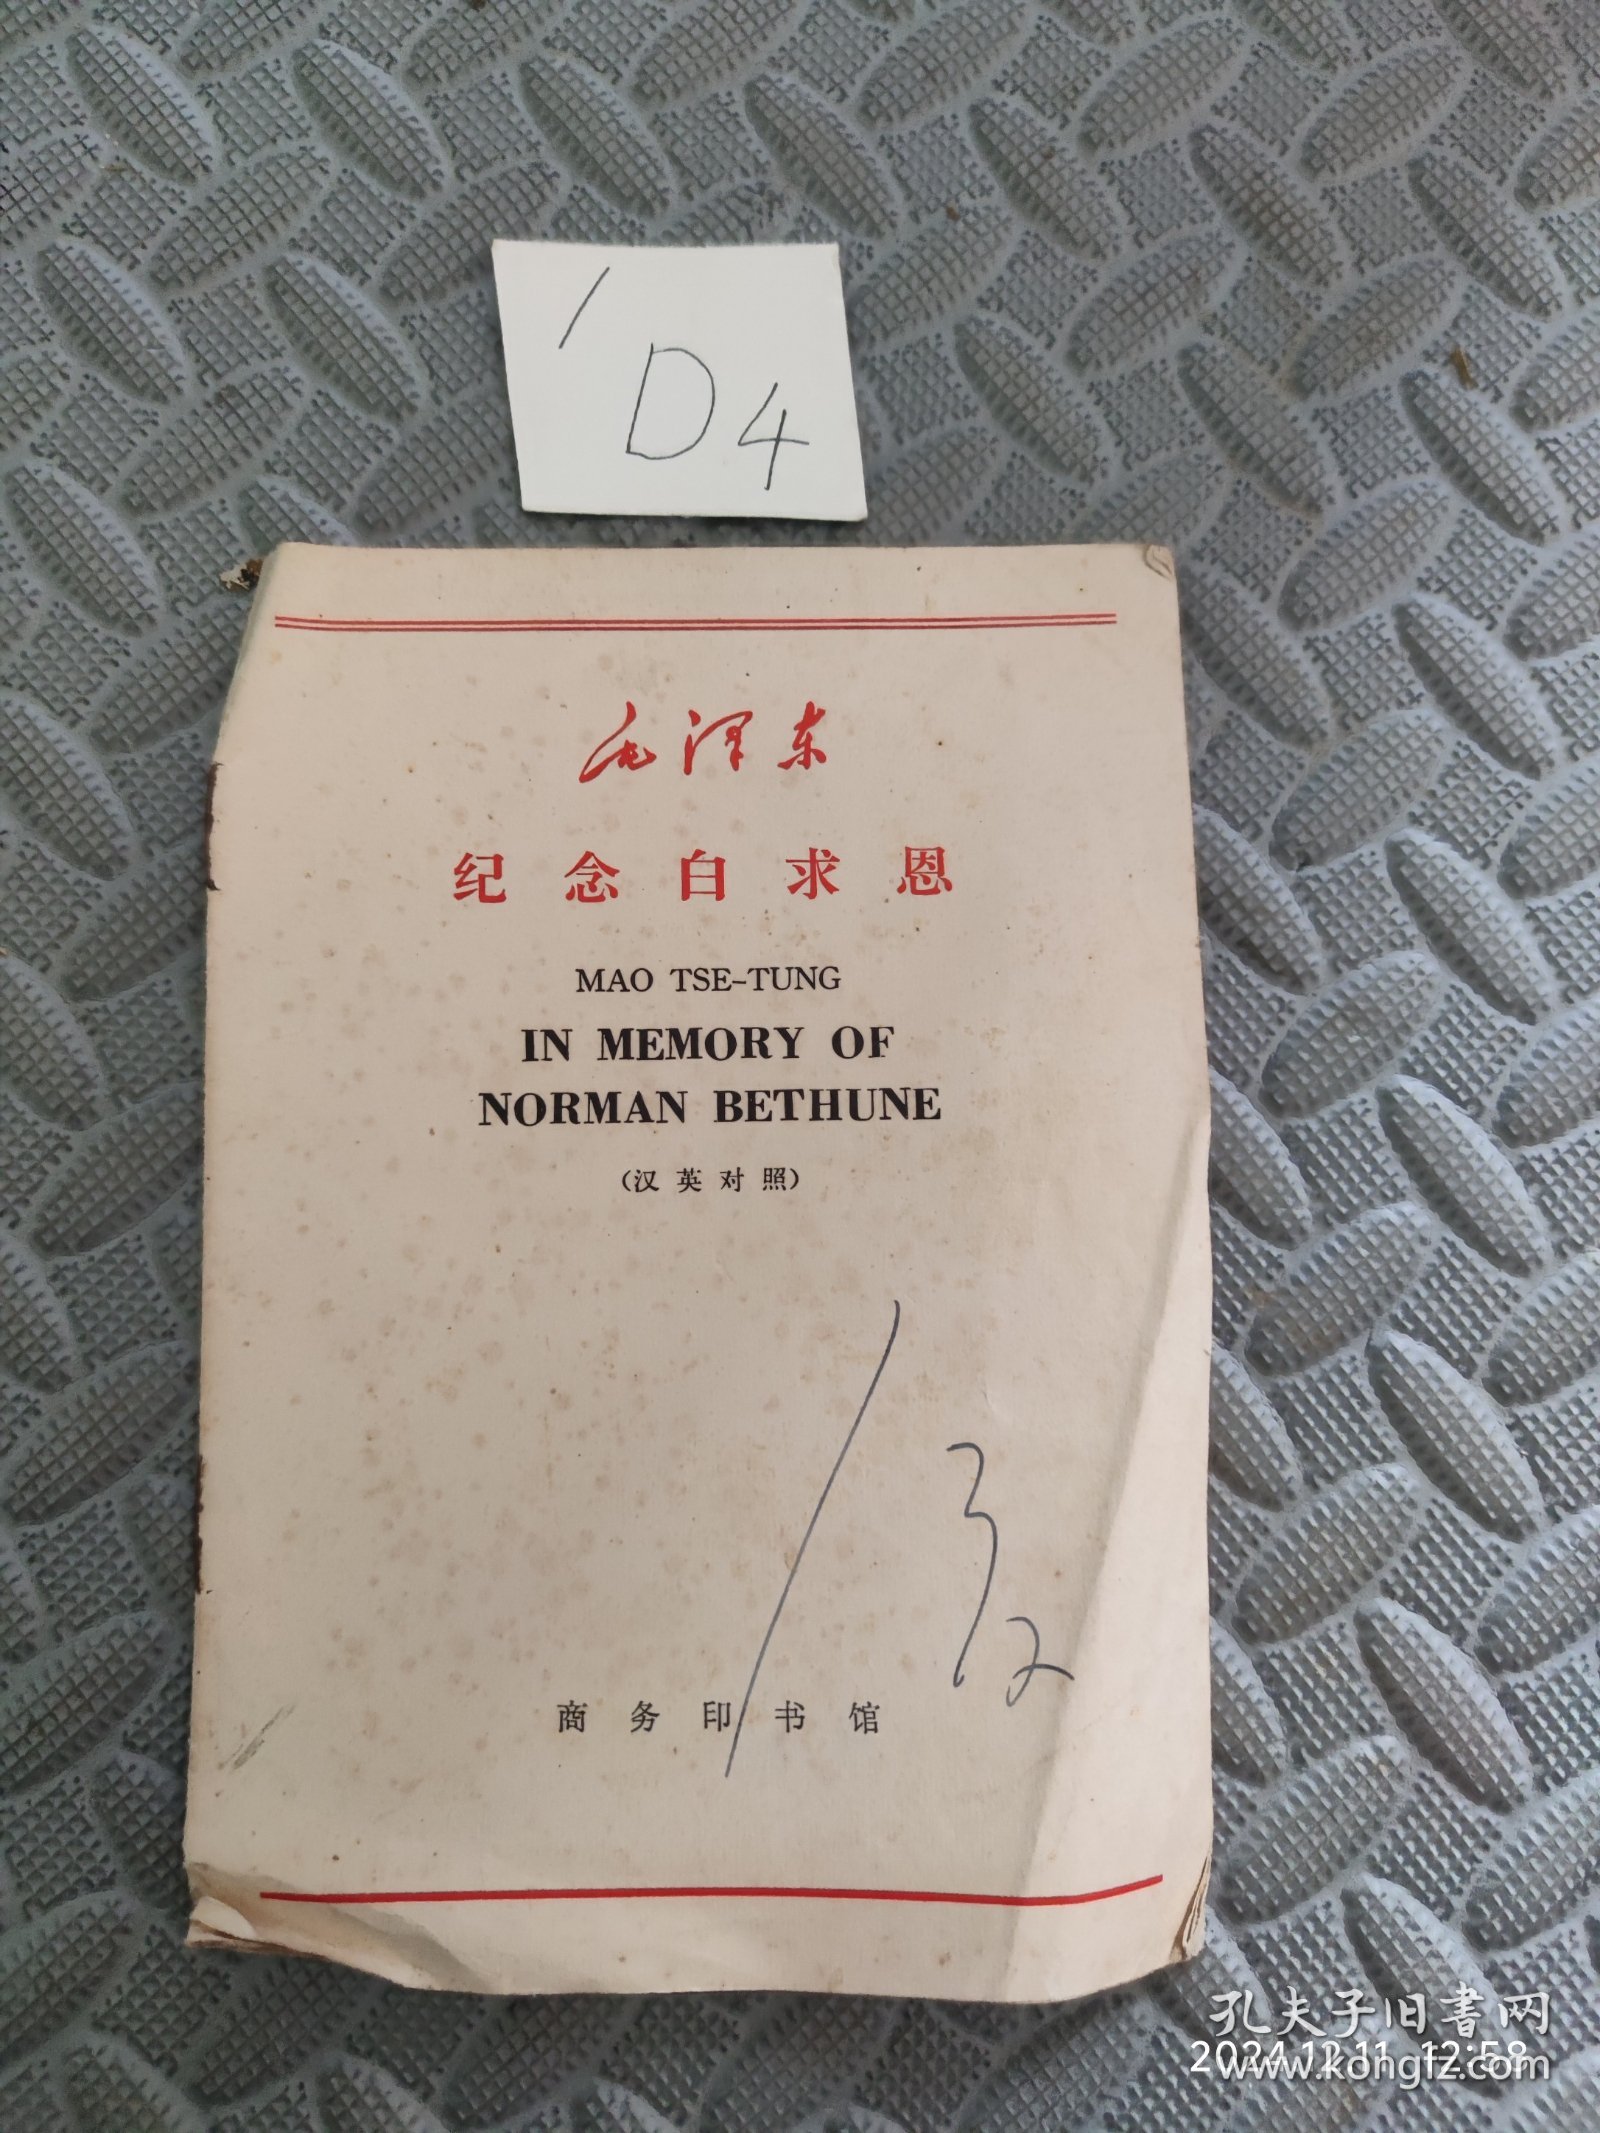 /D4
毛泽东
纪念白求恩
MAO TSE-TUNG
IN MEMORY OF
NORMAN BETHUNE
(汉英对照)
商务印书馆
孔夫子旧书网
2024.12.11 12:58
www.kongfz.com